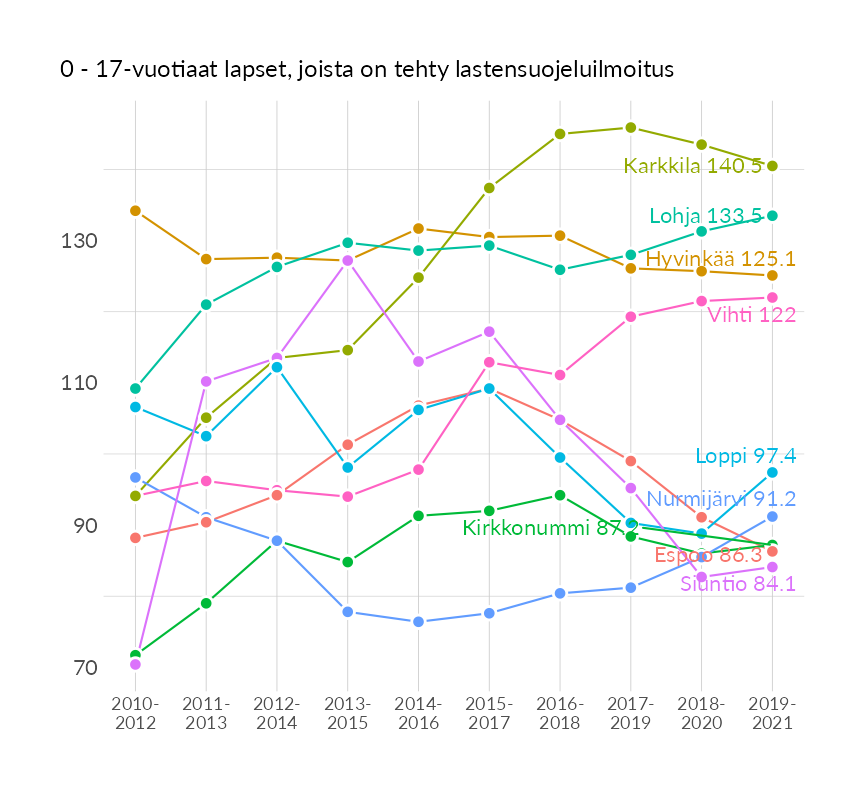 0 - 17-vuotiaat lapset, joista on tehty lastensuojeluilmoitus
Karkkila 140.5
Lohja 133.5
130
Hyvinkää 125.1
Vihti 122
110
Loppi 97.4
Nurmijärvi 91.2
90
Kirkkonummi 87.2
Espoo 86.3
Siuntio 84.1
70
2010- 2011- 2012- 2013- 2014- 2015- 2016- 2017- 2018- 2019-
2012 2013 2014 2015 2016 2017 2018 2019 2020 2021